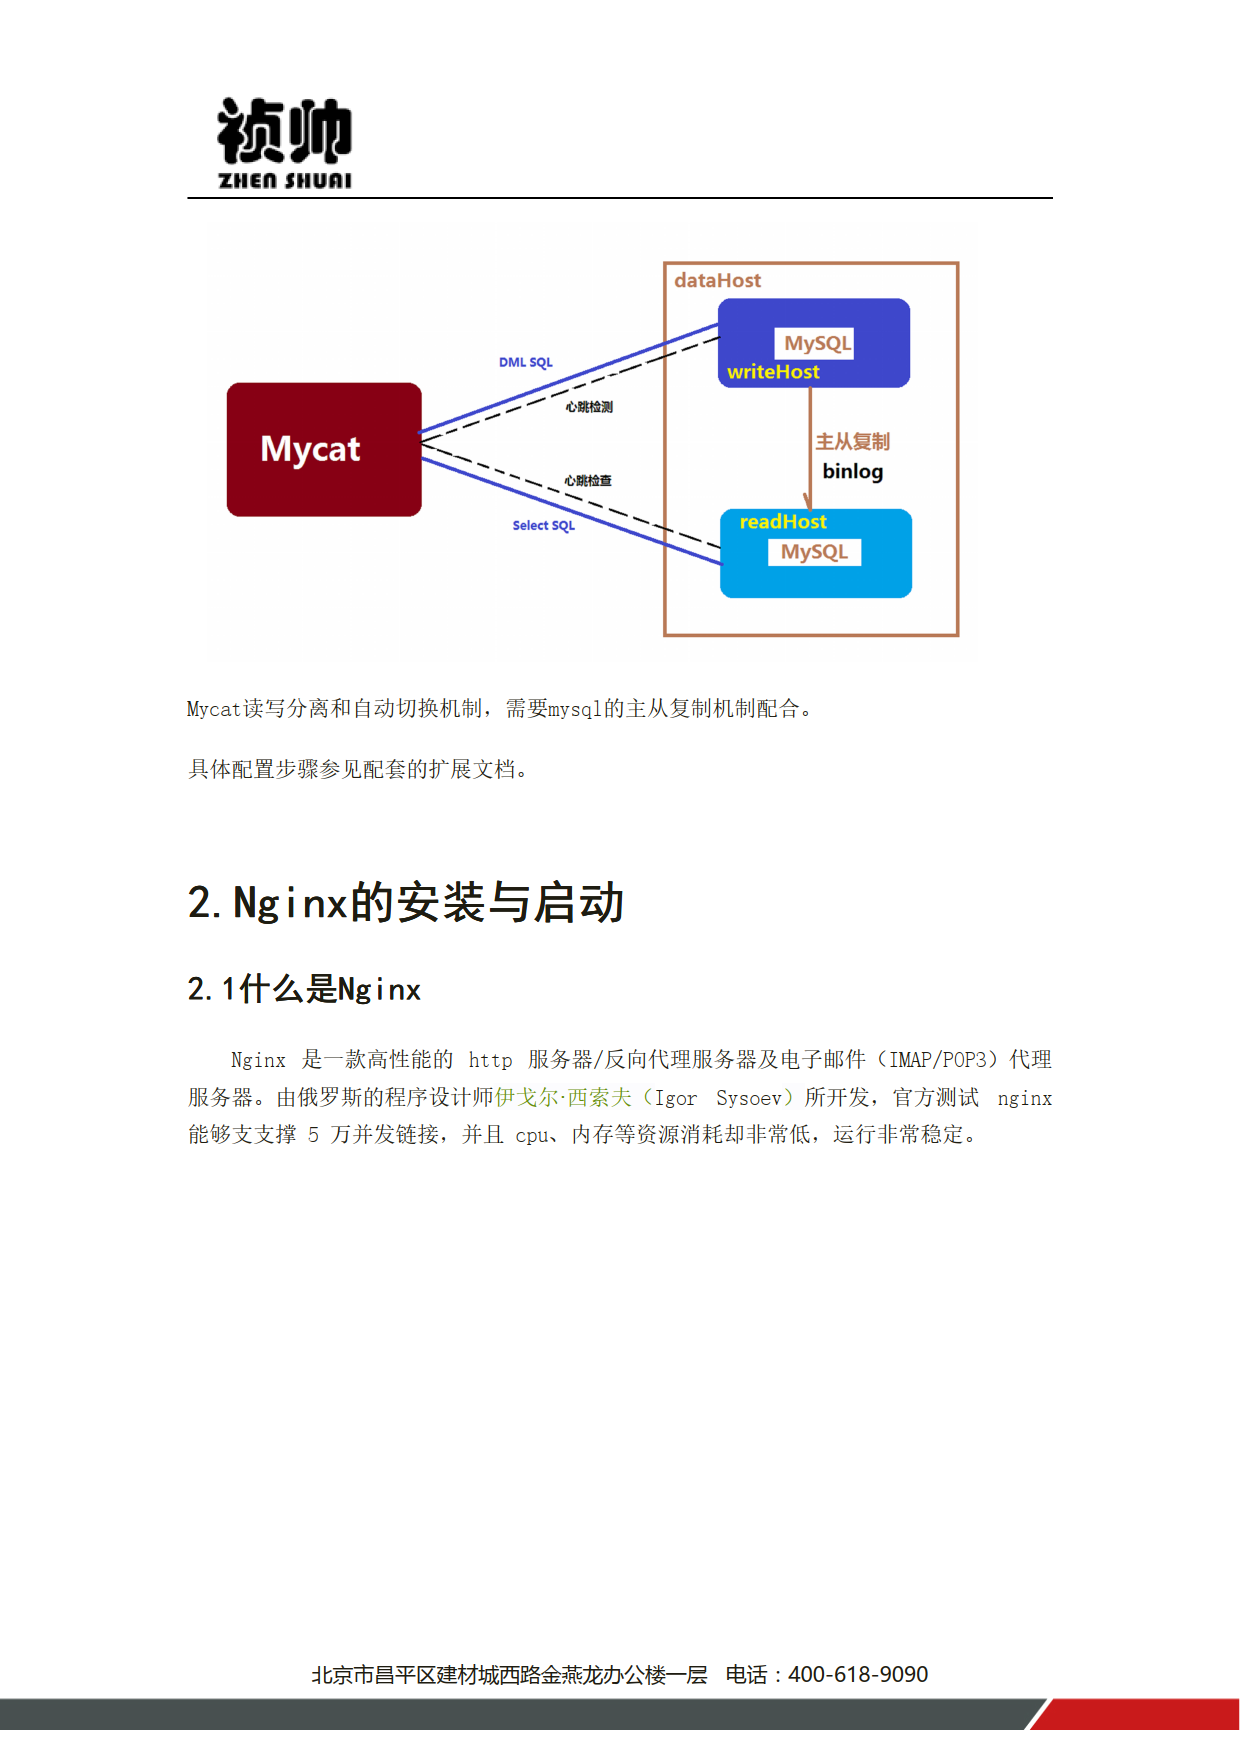 祯帅
ZHEN SHUAI
dataHost
MySQL
writeHost
DML SQL
心跳检测
Mycat
主从复制
binlog
心跳检查
Select SQL
readHost
MySQL
Mycat读写分离和自动切换机制，需要mysql的主从复制机制配合。
具体配置步骤参见配套的扩展文档。
2.Nginx的安装与启动
2.1什么是Nginx
Nginx 是一款高性能的 http 服务器/反向代理服务器及电子邮件（IMAP/POP3）代理
服务器。由俄罗斯的程序设计师伊戈尔·西索夫（Igor Sysoev）所开发，官方测试 nginx
能够支支撑 5 万并发链接，并且 cpu、内存等资源消耗却非常低，运行非常稳定。
北京市昌平区建材城西路金燕龙办公楼一层 电话：400-618-9090